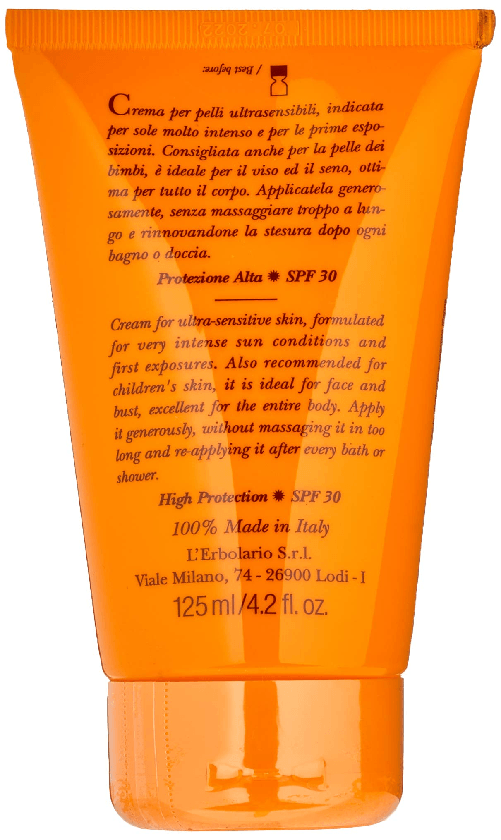 / Best before:
Crema per pelli ultrasensibili, indicata
per sole molto intenso e per le prime espo-
sizioni. Consigliata anche per la pelle dei
bimbi, è ideale per il viso ed il seno, otti-
ma per tutto il corpo. Applicatela genero-
samente, senza massaggiare troppo a lun-
go e rinnovandone la stesura dopo ogni
bagno o doccia.
Protezione Alta ✹ SPF 30
Cream for ultra-sensitive skin, formulated
for very intense sun conditions and
first exposures. Also recommended for
children's skin, it is ideal for face and
bust, excellent for the entire body. Apply
it generously, without massaging it in too
long and re-applying it after every bath or
shower.
High Protection ✹ SPF 30
100% Made in Italy
L'Erbolario S.r.l.
Viale Milano, 74 - 26900 Lodi - I
125 ml/4.2 fl. oz.